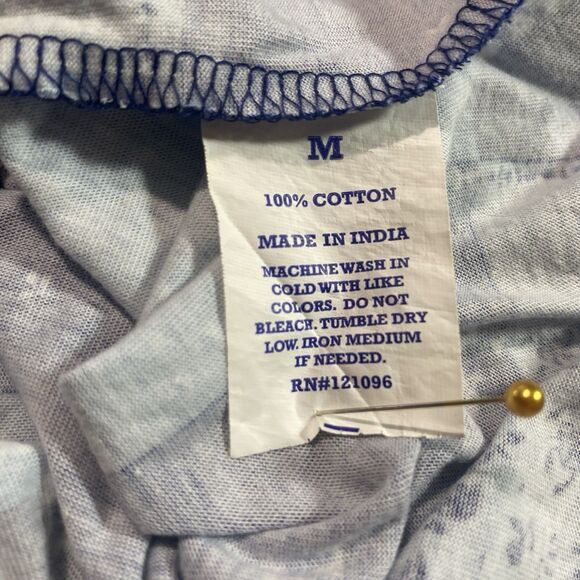 M
100% COTTON
MADE IN INDIA
MACHINE WASH IN
COLD WITH LIKE
COLORS. DO NOT
BLEACH. TUMBLE DRY
LOW. IRON MEDIUM
IF NEEDED.
RN#121096